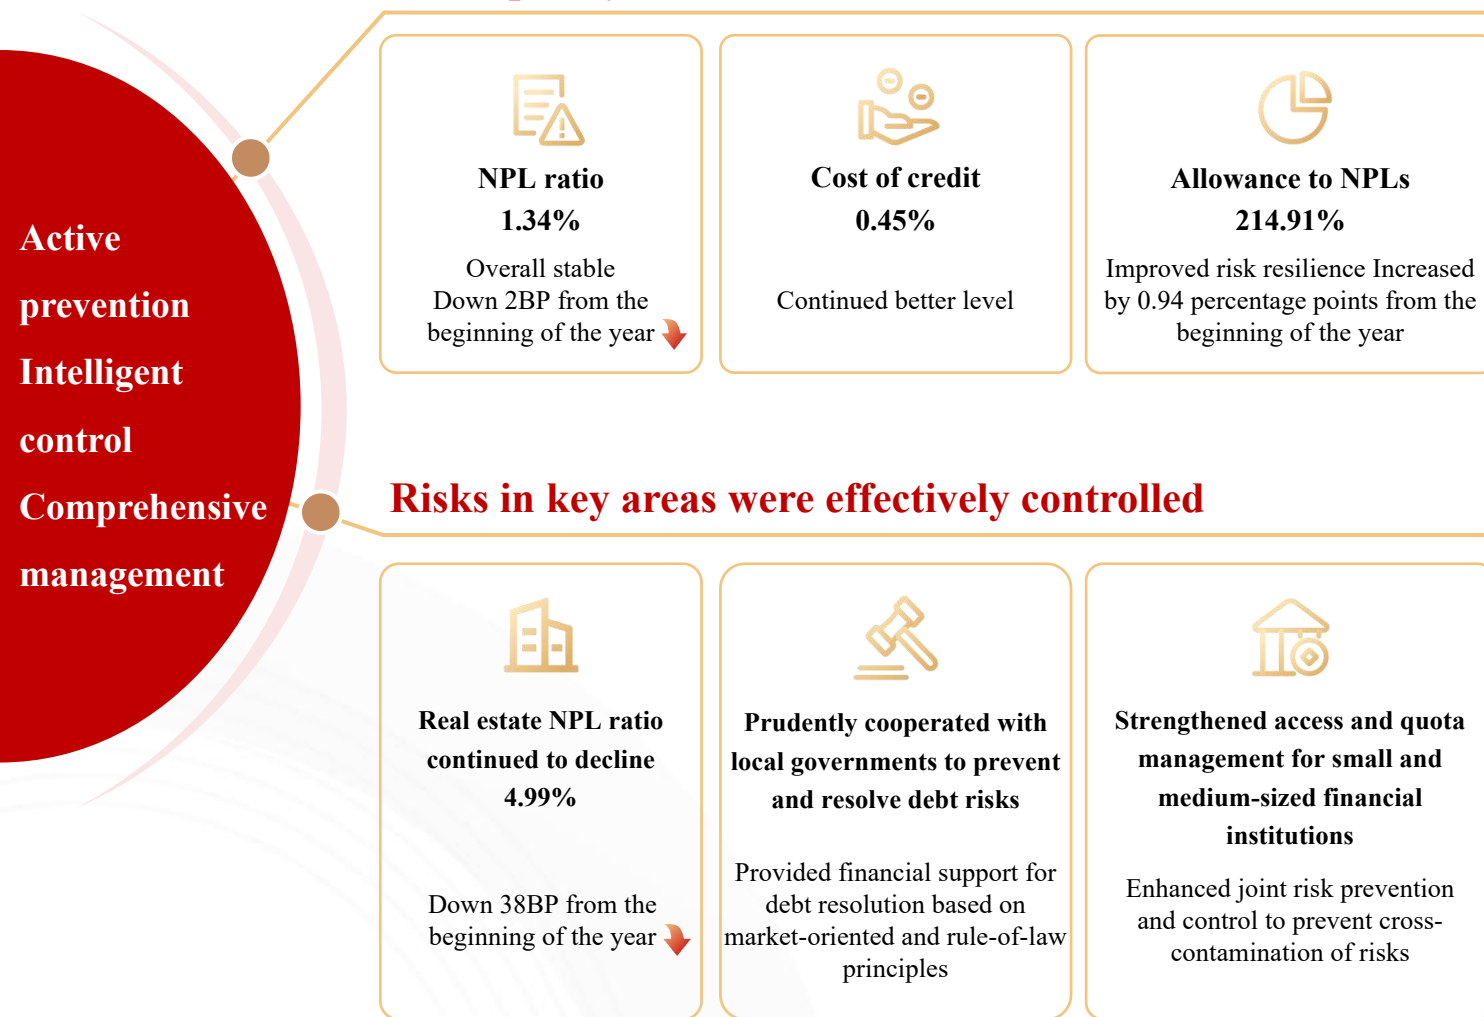 Active
prevention
Intelligent
control
Comprehensive
management
NPL ratio
1.34%
Overall stable
Down 2BP from the
beginning of the year
Cost of credit
0.45%
Continued better level
Allowance to NPLs
214.91%
Improved risk resilience Increased
by 0.94 percentage points from the
beginning of the year
Risks in key areas were effectively controlled
Real estate NPL ratio
continued to decline
4.99%
Down 38BP from the
beginning of the year
Prudently cooperated with
local governments to prevent
and resolve debt risks
Provided financial support for
debt resolution based on
market-oriented and rule-of-law
principles
Strengthened access and quota
management for small and
medium-sized financial
institutions
Enhanced joint risk prevention
and control to prevent cross-
contamination of risks